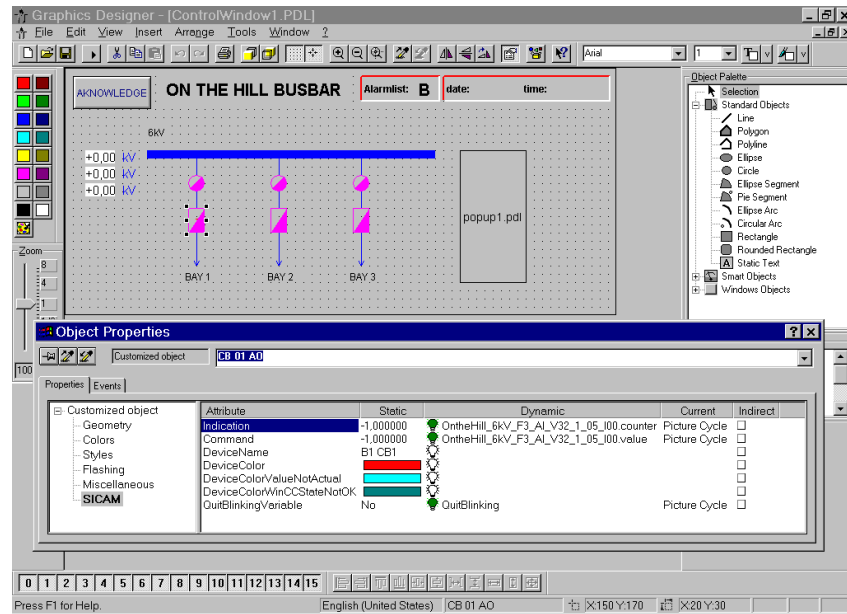 Graphics Designer - [ControlWindow1.PDL]
File Edit View Insert Arrange Tools Window ?
Arial 1
AKNOWLEDGE ON THE HILL BUSBAR Alarmlist: B date: time:
6kV
+0,00 kV
+0,00 kV
+0,00 kV
popup1.pdl
BAY 1 BAY 2 BAY 3
Zoom
8
4
1
100
Object Palette
Selection
Standard Objects
Line
Polygon
Polyline
Ellipse
Circle
Ellipse Segment
Pie Segment
Ellipse Arc
Circular Arc
Rectangle
Rounded Rectangle
A Static Text
Smart Objects
Windows Objects
Object Properties
Customized object CB 01 AO
Properties Events
Customized object
Geometry
Colors
Styles
Flashing
Miscellaneous
SICAM
Attribute Static Dynamic Current Indirect
Indication -1,000000 OntheHill_6kV_F3_AI_V32_1_05_I00.counter Picture Cycle
Command -1,000000 OntheHill_6kV_F3_AI_V32_1_05_I00.value Picture Cycle
DeviceName B1 CB1
DeviceColor
DeviceColorValueNotActual
DeviceColorWinCCStateNotOK
QuitBlinkingVariable No QuitBlinking Picture Cycle
0 1 2 3 4 5 6 7 8 9 10 11 12 13 14 15
Press F1 for Help. English (United States) CB 01 AO X:150 Y:170 X:20 Y:30